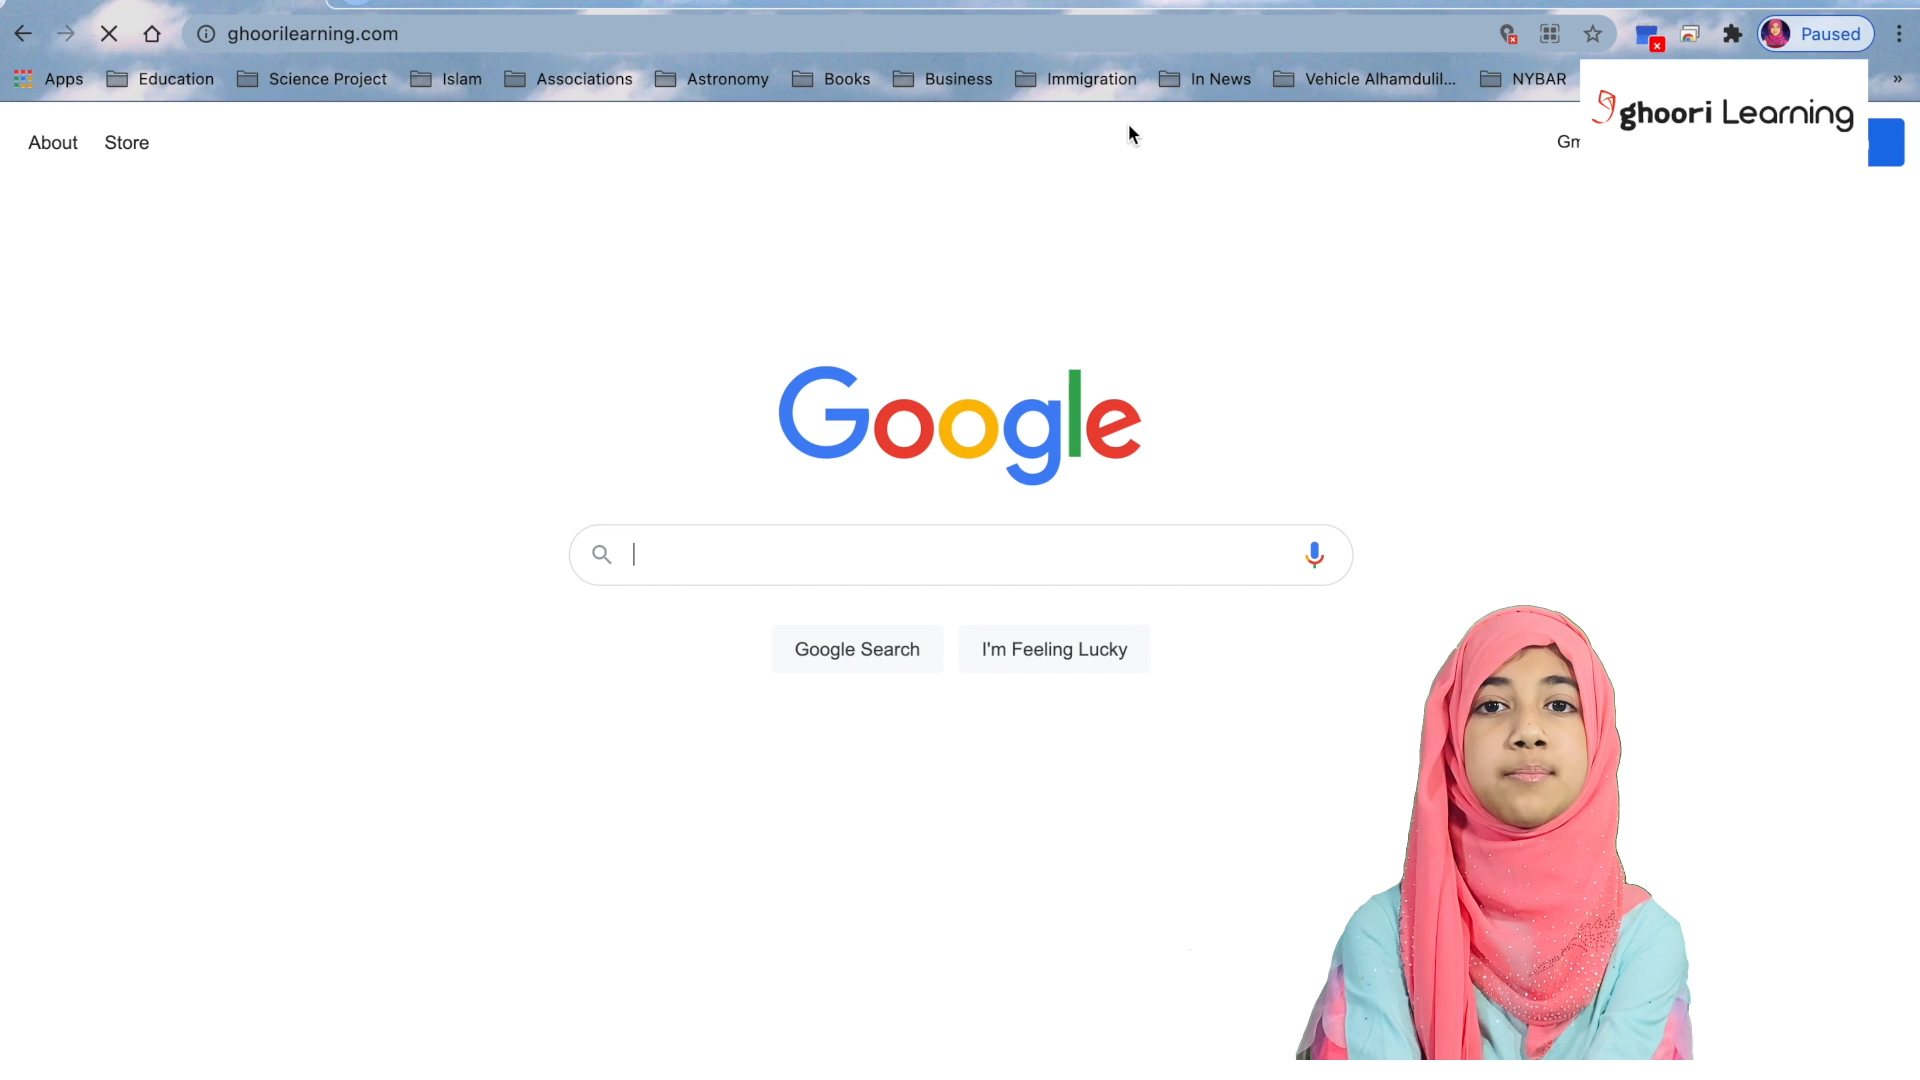 ghoorilearning.com
Paused
Apps
Education
Science Project
Islam
Associations
Astronomy
Books
Business
Immigration
In News
Vehicle Alhamdulil...
NYBAR
»
ghoori Learning
About
Store
Gm
Google
Google Search
I'm Feeling Lucky